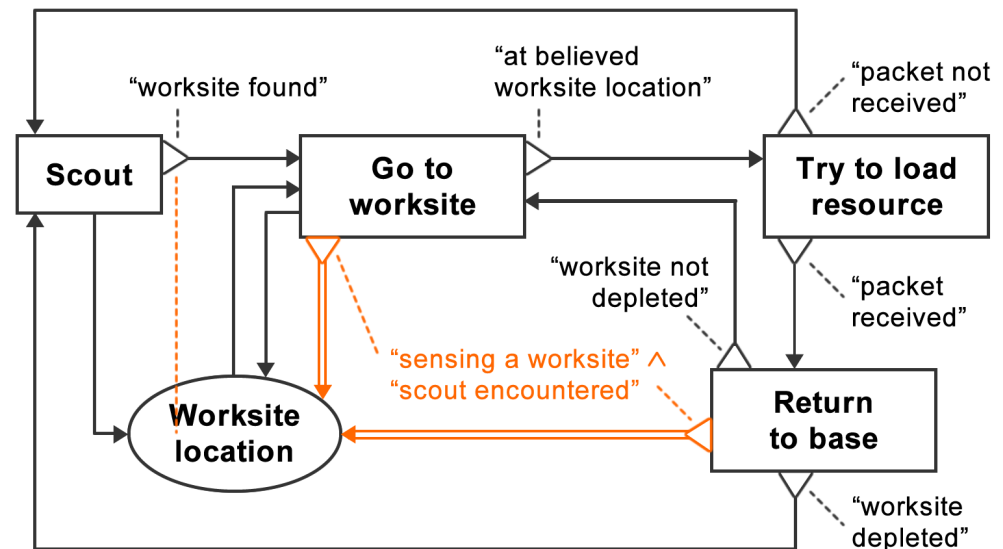 “at believed
worksite location”
“worksite found”
“packet not
received”
Scout
Go to
worksite
Try to load
resource
“worksite not
depleted”
“packet
received”
“sensing a worksite” ^
“scout encountered”
Worksite
location
Return
to base
“worksite
depleted”